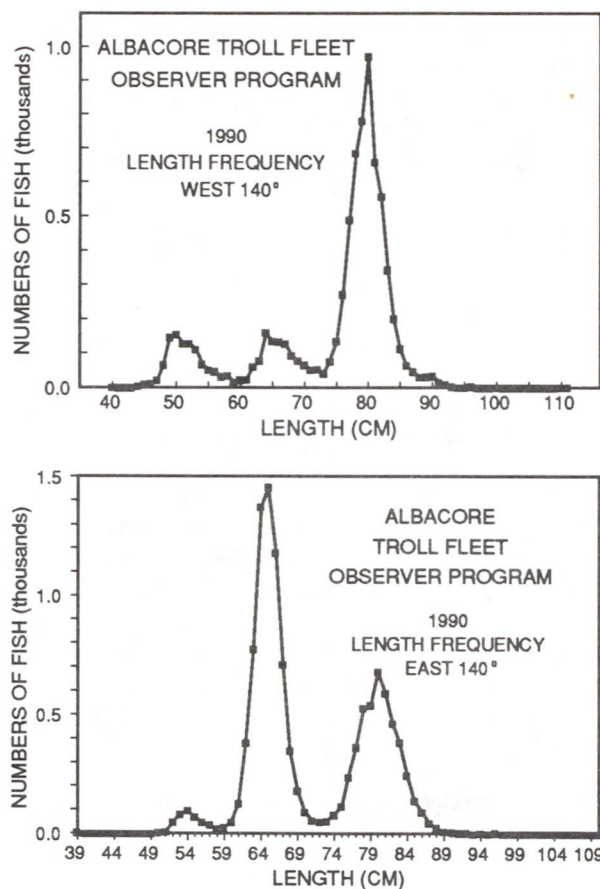 ALBACORE TROLL FLEET
OBSERVER PROGRAM
1990
LENGTH FREQUENCY
WEST 140°
NUMBERS OF FISH (thousands)
1.0
0.5
0.0
40 50 60 70 80 90 100 110
LENGTH (CM)
ALBACORE
TROLL FLEET
OBSERVER PROGRAM
1990
LENGTH FREQUENCY
EAST 140°
NUMBERS OF FISH (thousands)
1.5
1.0
0.5
0.0
39 44 49 54 59 64 69 74 79 84 89 94 99 104 109
LENGTH (CM)